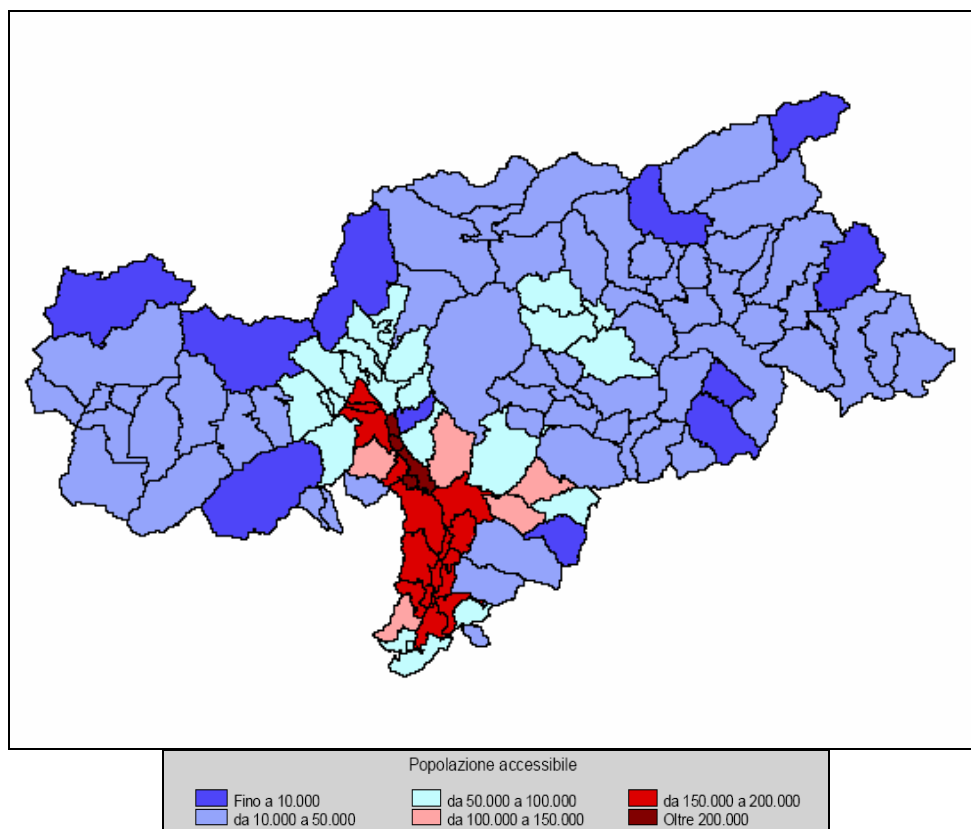 Popolazione accessibile
Fino a 10.000
da 50.000 a 100.000
da 150.000 a 200.000
da 10.000 a 50.000
da 100.000 a 150.000
Oltre 200.000